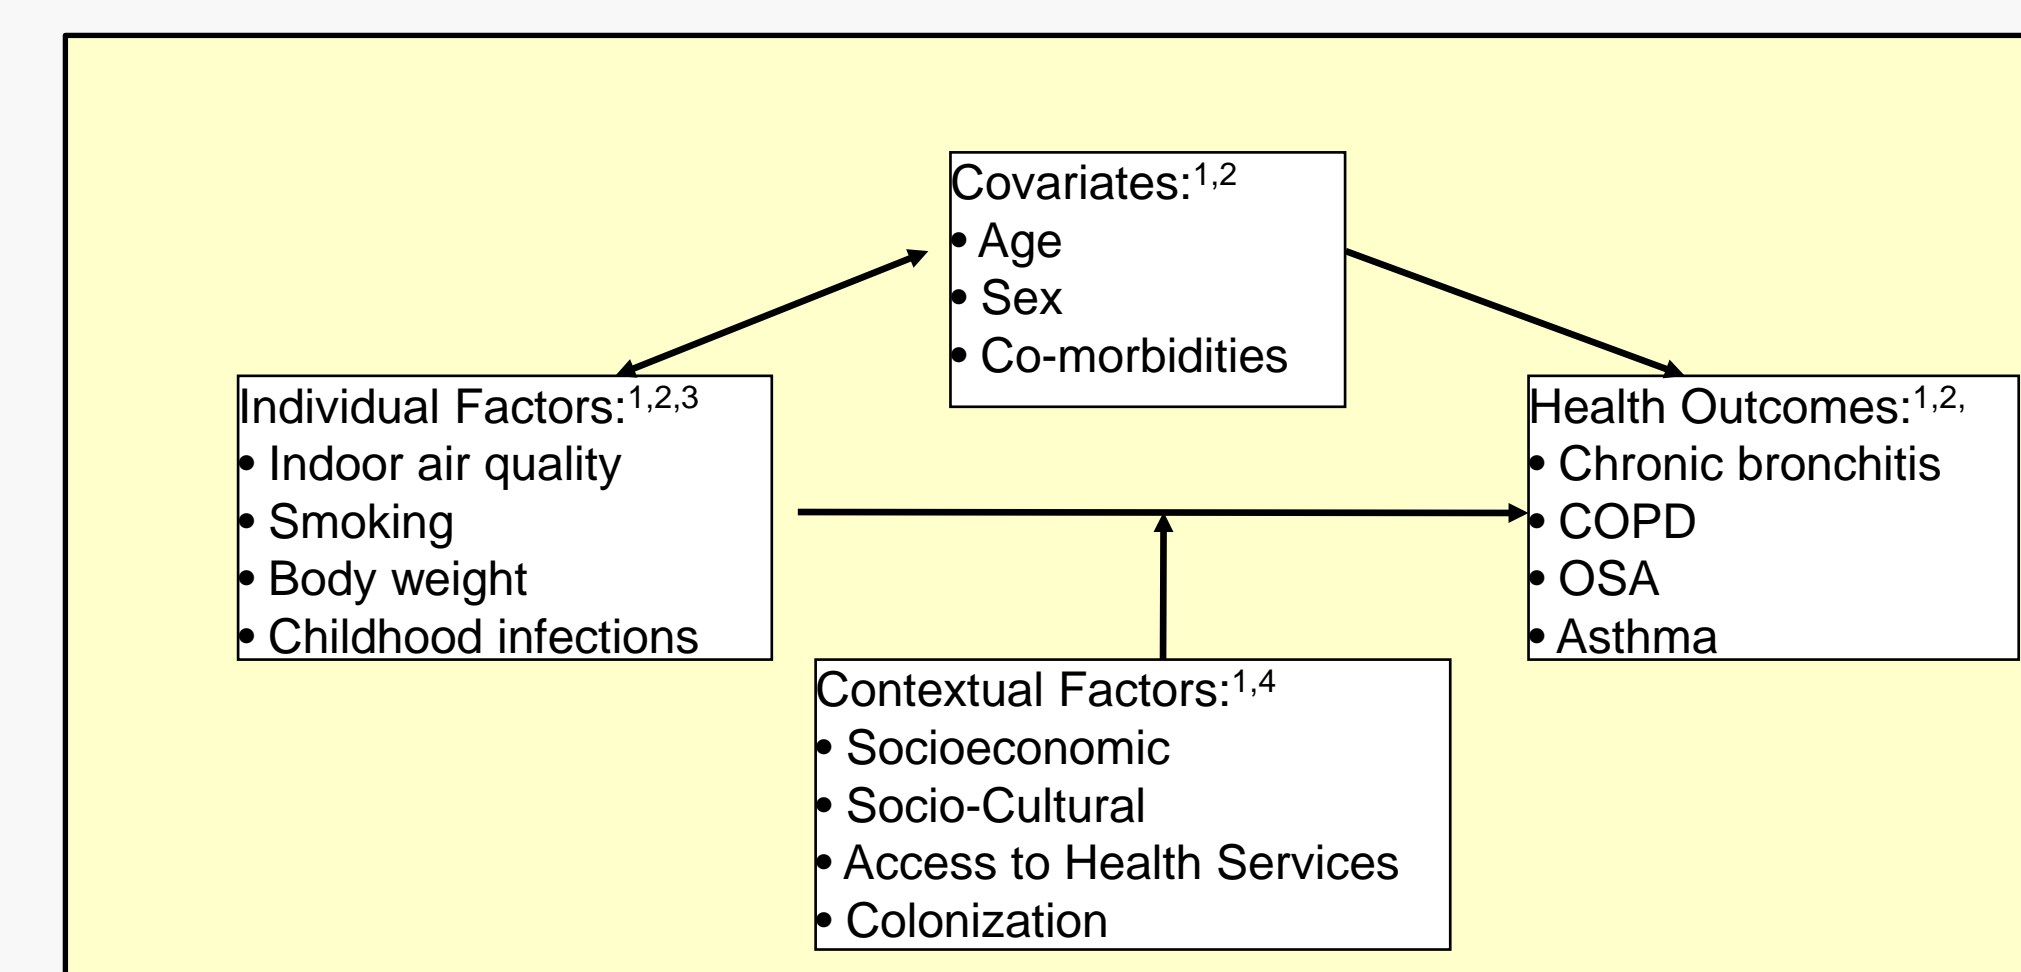 Covariates:1,2
• Age
• Sex
• Co-morbidities
Individual Factors:1,2,3
• Indoor air quality
• Smoking
• Body weight
• Childhood infections
Health Outcomes:1,2,
• Chronic bronchitis
• COPD
• OSA
• Asthma
Contextual Factors:1,4
• Socioeconomic
• Socio-Cultural
• Access to Health Services
• Colonization